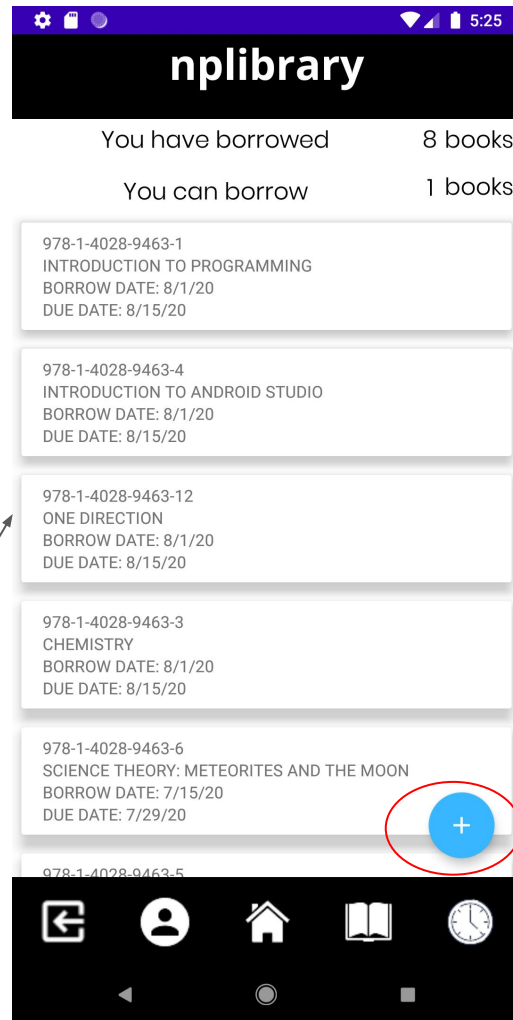 5:25
nplibrary
You have borrowed 8 books
You can borrow 1 books
978-1-4028-9463-1
INTRODUCTION TO PROGRAMMING
BORROW DATE: 8/1/20
DUE DATE: 8/15/20
978-1-4028-9463-4
INTRODUCTION TO ANDROID STUDIO
BORROW DATE: 8/1/20
DUE DATE: 8/15/20
978-1-4028-9463-12
ONE DIRECTION
BORROW DATE: 8/1/20
DUE DATE: 8/15/20
978-1-4028-9463-3
CHEMISTRY
BORROW DATE: 8/1/20
DUE DATE: 8/15/20
978-1-4028-9463-6
SCIENCE THEORY: METEORITES AND THE MOON
BORROW DATE: 7/15/20
DUE DATE: 7/29/20
+
978-1-4028-9463-5